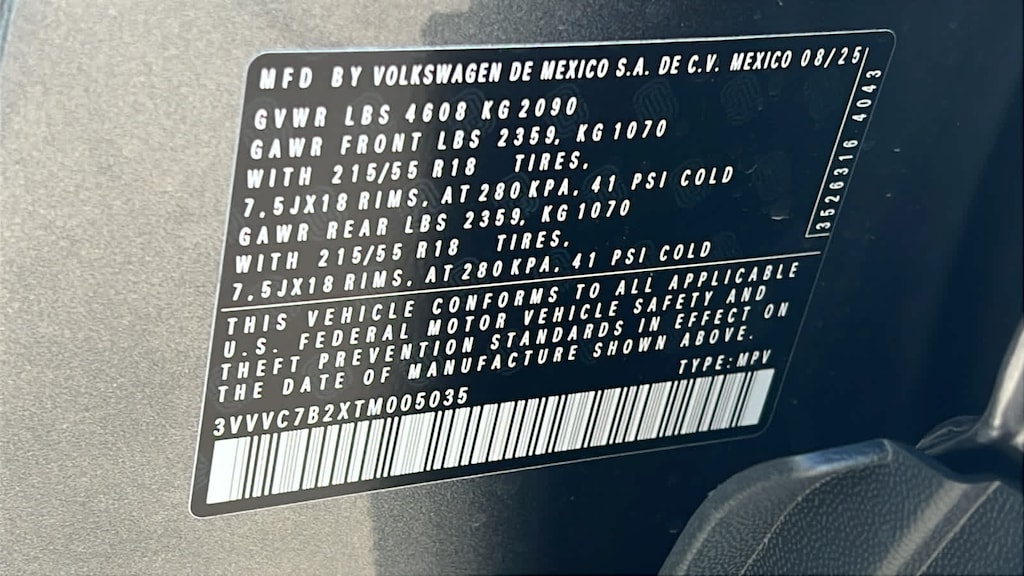 MFD BY VOLKSWAGEN DE MEXICO S.A. DE C.V. MEXICO 08/25
GVWR LBS 4608 KG 2090
GAWR FRONT LBS 2359, KG 1070
WITH 215/55 R18 TIRES,
7.5JX18 RIMS, AT 280 KPA, 41 PSI COLD
GAWR REAR LBS 2359, KG 1070
WITH 215/55 R18 TIRES,
7.5JX18 RIMS, AT 280 KPA, 41 PSI COLD
3526316 4043
THIS VEHICLE CONFORMS TO ALL APPLICABLE
U.S. FEDERAL MOTOR VEHICLE SAFETY AND
THEFT PREVENTION STANDARDS IN EFFECT ON
THE DATE OF MANUFACTURE SHOWN ABOVE.
3VVVC7B2XTM005035 TYPE: MPV